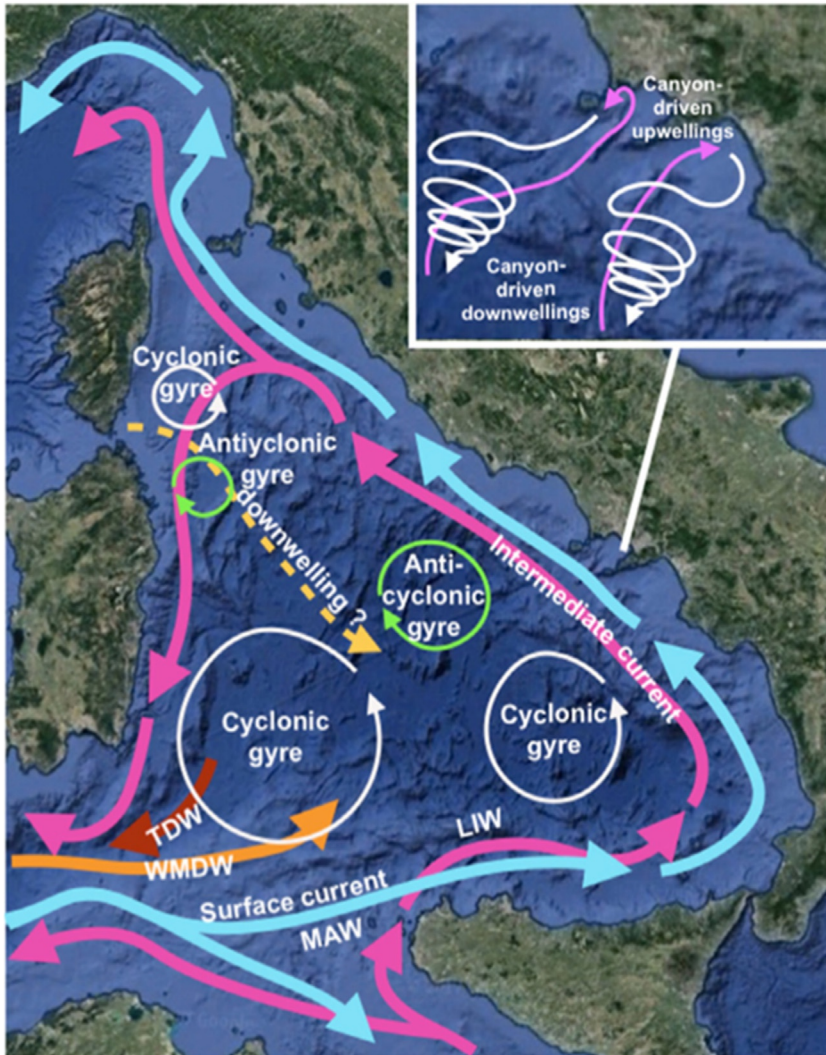 Canyon-
driven
upwellings
Canyon-
driven
downwellings
Cyclonic
gyre
Antiyclonic
gyre
downwelling ?
Anti-
cyclonic
gyre
Intermediate current
Cyclonic
gyre
Cyclonic
gyre
TDW
WMDW
LIW
Surface current
MAW